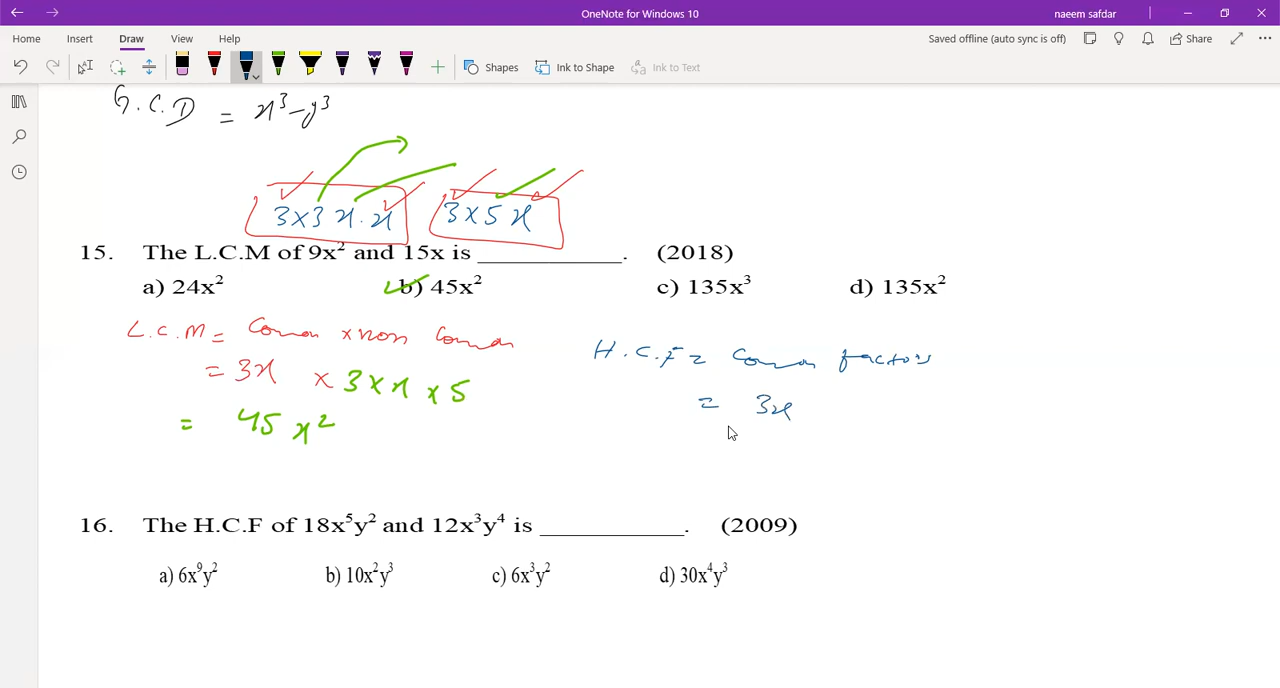 OneNote for Windows 10
naeem safdar
Home Insert Draw View Help
Saved offline (auto sync is off) Share
Shapes Ink to Shape Ink to Text
G.C.D = x³-y³
3×3 x.x 3×5 x
15. The L.C.M of 9x² and 15x is ____________. (2018)
a) 24x² b) 45x² c) 135x³ d) 135x²
L.C.M = Common × non Common
= 3x × 3×x×5
= 45x²
H.C.F = Common factors
= 3x
16. The H.C.F of 18x⁵y² and 12x³y⁴ is ____________. (2009)
a) 6x⁹y² b) 10x²y³ c) 6x³y² d) 30x⁴y³